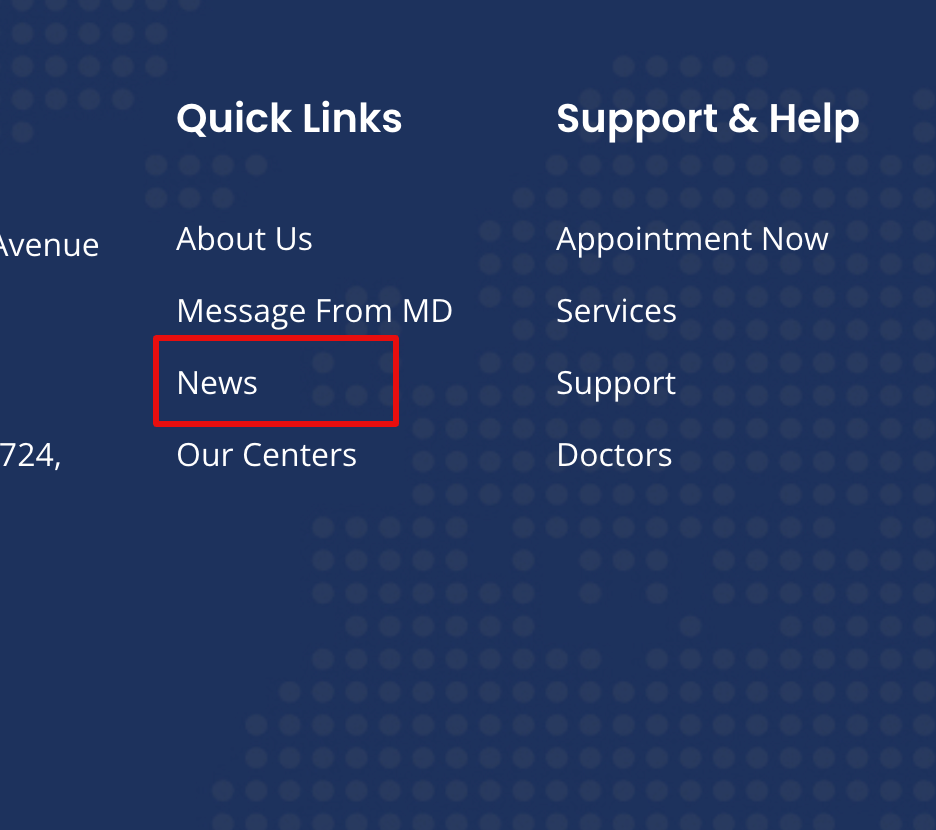 Quick Links
About Us
Message From MD
News
Our Centers
Support & Help
Appointment Now
Services
Support
Doctors
Avenue
724,